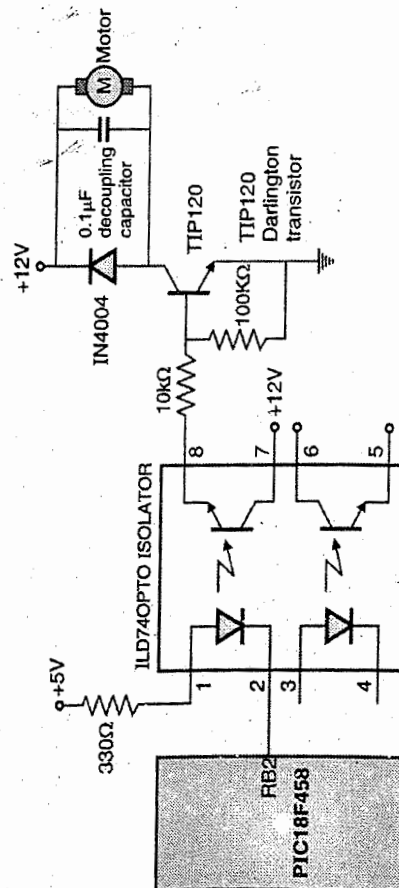 +12V
0.1µF
decoupling
capacitor
M
Motor
IN4004
TIP120
TIP120
Darlington
transistor
10kΩ
100KΩ
+5V
330Ω
ILD74OPTO ISOLATOR
1
2
3
4
8
7
6
5
+12V
RB2
PIC18F458